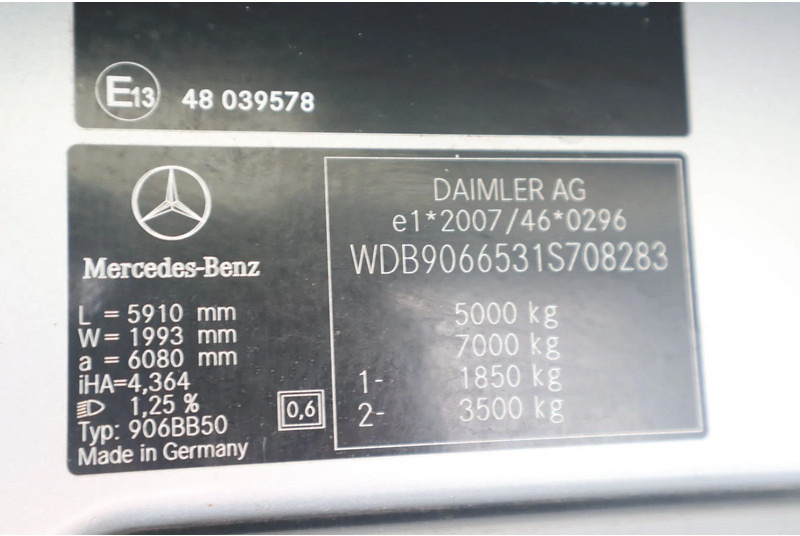 E13 48 039578
Mercedes-Benz
L = 5910 mm
W = 1993 mm
a = 6080 mm
iHA=4,364
1,25 %
Typ: 906BB50
Made in Germany
0,6
DAIMLER AG
e1*2007/46*0296
WDB9066531S708283
5000 kg
7000 kg
1- 1850 kg
2- 3500 kg